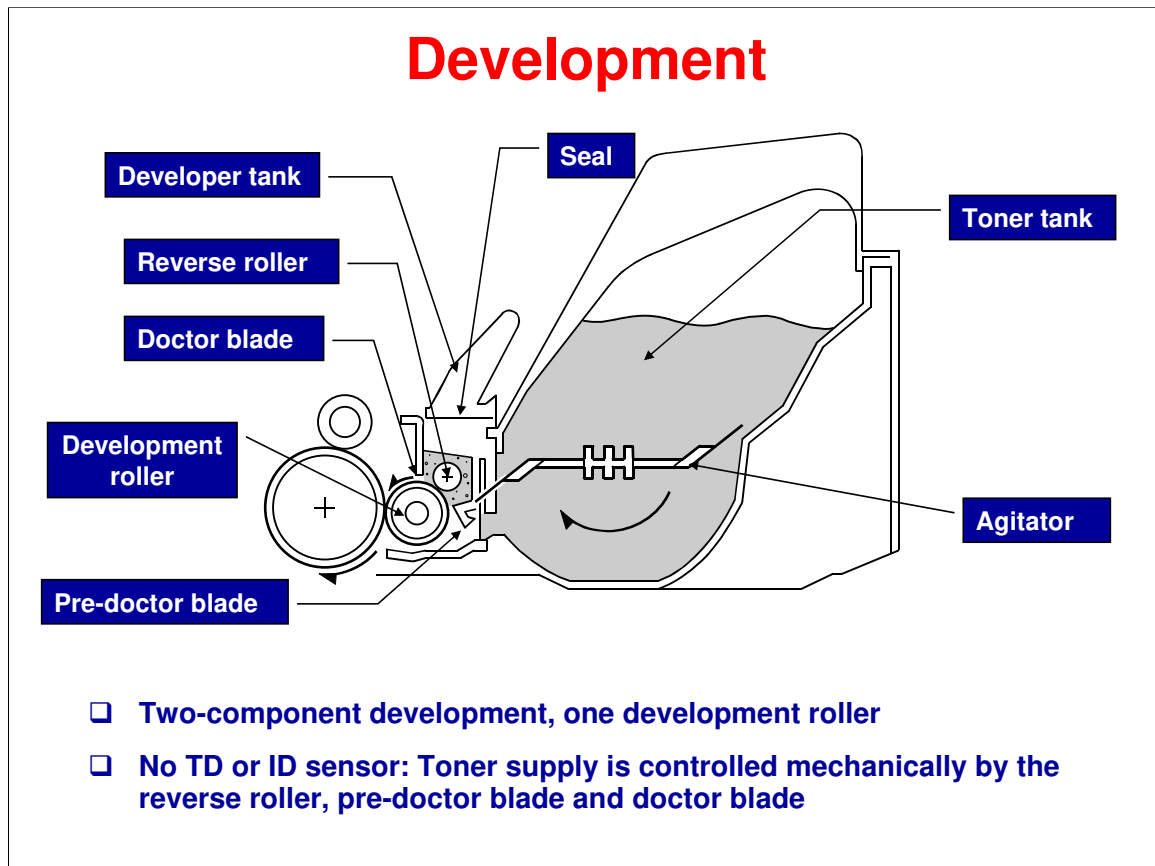 Development
Seal
Developer tank
Toner tank
Reverse roller
Doctor blade
Development
roller
Agitator
Pre-doctor blade
❑ Two-component development, one development roller
❑ No TD or ID sensor: Toner supply is controlled mechanically by the
reverse roller, pre-doctor blade and doctor blade